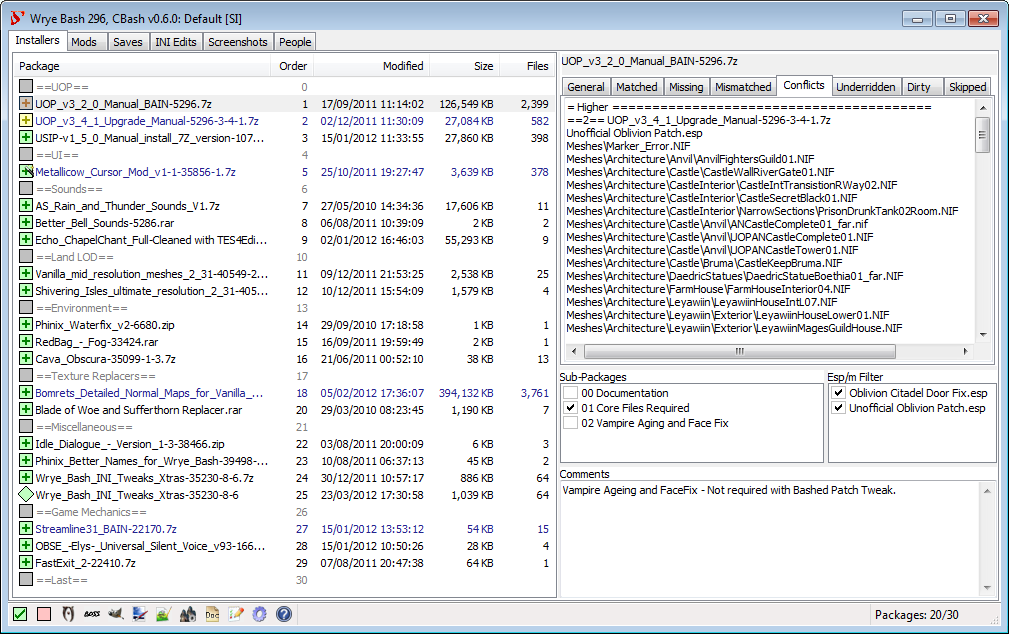 Wrye Bash 296, CBash v0.6.0: Default [SI]
Installers Mods Saves INI Edits Screenshots People
Package Order Modified Size Files
==UOP== 0
UOP_v3_2_0_Manual_BAIN-5296.7z 1 17/09/2011 11:14:02 126,549 KB 2,399
UOP_v3_4_1_Upgrade_Manual-5296-3-4-1.7z 2 02/12/2011 11:30:09 27,084 KB 582
USIP-v1_5_0_Manual_install_7Z_version-107... 3 15/01/2012 11:33:55 27,860 KB 398
==UI== 4
Metallicow_Cursor_Mod_v1-1-35856-1.7z 5 25/10/2011 19:27:47 3,639 KB 378
==Sounds== 6
AS_Rain_and_Thunder_Sounds_V1.7z 7 27/05/2010 14:34:36 17,606 KB 11
Better_Bell_Sounds-5286.rar 8 06/08/2011 10:39:09 2 KB 2
Echo_ChapelChant_Full-Cleaned with TES4Edi... 9 02/01/2012 16:46:03 55,293 KB 9
==Land LOD== 10
Vanilla_mid_resolution_meshes_2_31-40549-2... 11 09/12/2011 21:53:25 2,538 KB 25
Shivering_Isles_ultimate_resolution_2_31-405... 12 10/12/2011 15:54:09 1,579 KB 4
==Environment== 13
Phinix_Waterfix_v2-6680.zip 14 29/09/2010 17:18:58 1 KB 1
RedBag_-_Fog-33424.rar 15 16/09/2011 19:59:49 2 KB 1
Cava_Obscura-35099-1-3.7z 16 21/06/2011 00:52:10 38 KB 13
==Texture Replacers== 17
Bomrets_Detailed_Normal_Maps_for_Vanilla_... 18 05/02/2012 17:36:07 394,132 KB 3,761
Blade of Woe and Sufferthorn Replacer.rar 20 29/03/2010 08:23:45 1,190 KB 7
==Miscellaneous== 21
Idle_Dialogue_-_Version_1-3-38466.zip 22 03/08/2011 20:00:09 6 KB 3
Phinix_Better_Names_for_Wrye_Bash-39498-... 23 10/08/2011 06:37:13 45 KB 2
Wrye_Bash_INI_Tweaks_Xtras-35230-8-6.7z 24 30/12/2011 10:57:17 886 KB 64
Wrye_Bash_INI_Tweaks_Xtras-35230-8-6 25 23/03/2012 17:30:58 1,039 KB 64
==Game Mechanics== 26
Streamline31_BAIN-22170.7z 27 15/01/2012 13:53:12 54 KB 15
OBSE_-Elys-_Universal_Silent_Voice_v93-166... 28 15/01/2012 10:50:26 28 KB 4
FastExit_2-22410.7z 29 07/08/2011 20:47:38 64 KB 1
==Last== 30
UOP_v3_2_0_Manual_BAIN-5296.7z
General Matched Missing Mismatched Conflicts Underridden Dirty Skipped
= Higher ========================================
==2== UOP_v3_4_1_Upgrade_Manual-5296-3-4-1.7z
Unofficial Oblivion Patch.esp
Meshes\Marker_Error.NIF
Meshes\Architecture\Anvil\AnvilFightersGuild01.NIF
Meshes\Architecture\Castle\CastleWallRiverGate01.NIF
Meshes\Architecture\CastleInterior\CastleIntTransistionRWay02.NIF
Meshes\Architecture\CastleInterior\CastleSecretBlack01.NIF
Meshes\Architecture\CastleInterior\NarrowSections\PrisonDrunkTank02Room.NIF
Meshes\Architecture\Castle\Anvil\ANCastleComplete01_far.nif
Meshes\Architecture\Castle\Anvil\UOPANCastleComplete01.NIF
Meshes\Architecture\Castle\Anvil\UOPANCastleTower01.NIF
Meshes\Architecture\Castle\Bruma\CastleKeepBruma.NIF
Meshes\Architecture\DaedricStatues\DaedricStatueBoethia01_far.NIF
Meshes\Architecture\FarmHouse\FarmHouseInterior04.NIF
Meshes\Architecture\Leyawiin\LeyawiinHouseIntL07.NIF
Meshes\Architecture\Leyawiin\Exterior\LeyawiinHouseLower01.NIF
Meshes\Architecture\Leyawiin\Exterior\LeyawiinMagesGuildHouse.NIF
Sub-Packages
00 Documentation
01 Core Files Required
02 Vampire Aging and Face Fix
Esp/m Filter
Oblivion Citadel Door Fix.esp
Unofficial Oblivion Patch.esp
Comments
Vampire Ageing and FaceFix - Not required with Bashed Patch Tweak.
BOSS
Doc
Packages: 20/30